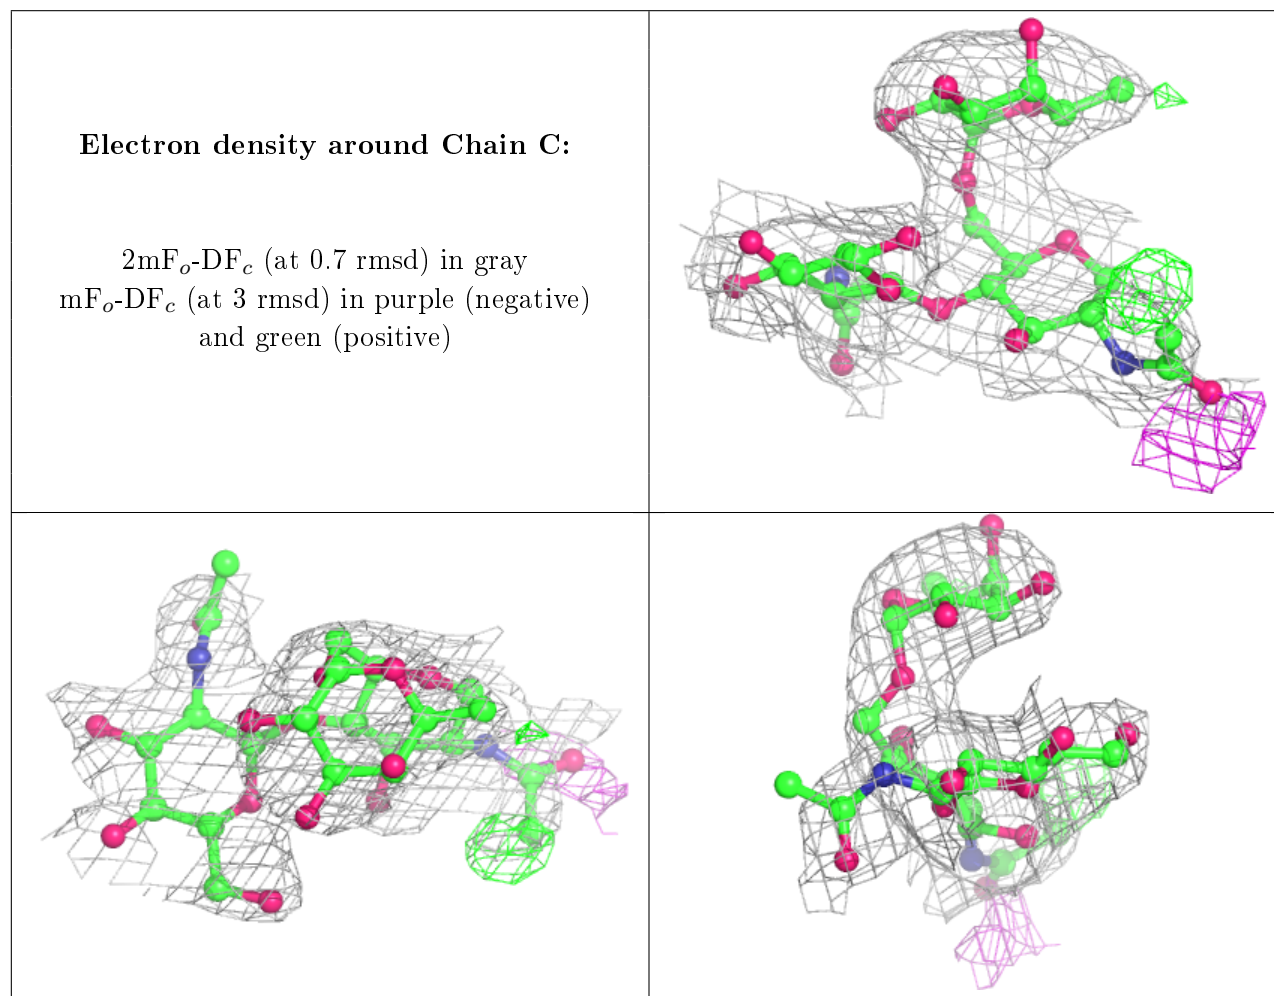 Electron density around Chain C:
2mFₒ-DF𝒸 (at 0.7 rmsd) in gray
mFₒ-DF𝒸 (at 3 rmsd) in purple (negative)
and green (positive)